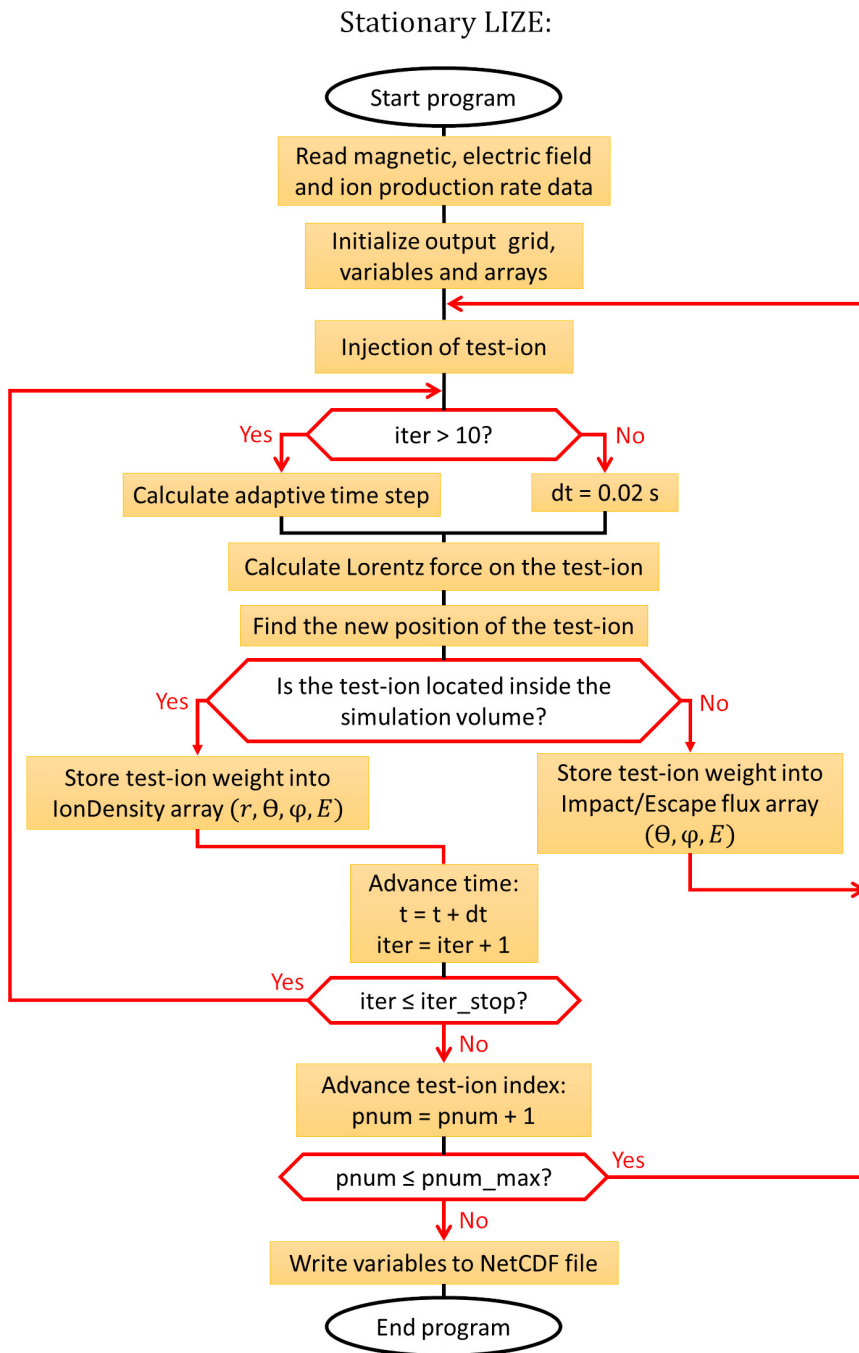 Stationary LIZE:
Start program
Read magnetic, electric field
and ion production rate data
Initialize output grid,
variables and arrays
Injection of test-ion
Yes
iter > 10?
No
Calculate adaptive time step
dt = 0.02 s
Calculate Lorentz force on the test-ion
Find the new position of the test-ion
Yes
Is the test-ion located inside the
simulation volume?
No
Store test-ion weight into
IonDensity array (r, Θ, φ, E)
Store test-ion weight into
Impact/Escape flux array
(Θ, φ, E)
Advance time:
t = t + dt
iter = iter + 1
Yes
iter ≤ iter_stop?
No
Advance test-ion index:
pnum = pnum + 1
pnum ≤ pnum_max?
Yes
No
Write variables to NetCDF file
End program